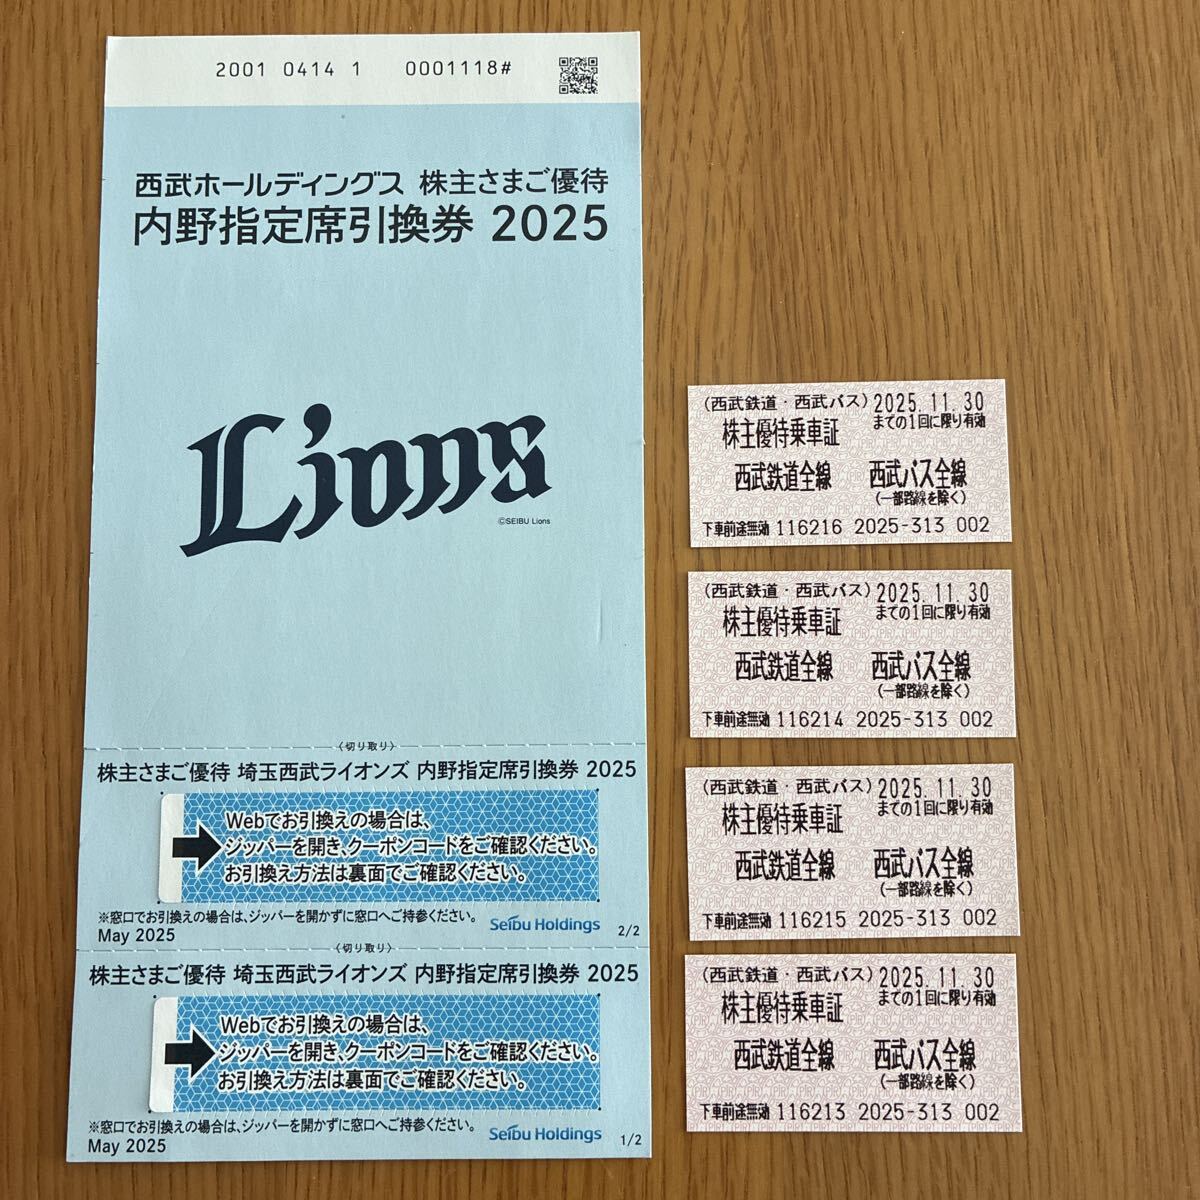 2001 0414 1 0001118#
西武ホールディングス 株主さまご優待
内野指定席引換券 2025
Lions
©SEIBU Lions
〈切り取り〉
株主さまご優待 埼玉西武ライオンズ 内野指定席引換券 2025
Webでお引換えの場合は、
ジッパーを開き、クーポンコードをご確認ください。
お引換え方法は裏面でご確認ください。
※窓口でお引換えの場合は、ジッパーを開かずに窓口へご持参ください。
May 2025
Seibu Holdings
2/2
〈切り取り〉
株主さまご優待 埼玉西武ライオンズ 内野指定席引換券 2025
Webでお引換えの場合は、
ジッパーを開き、クーポンコードをご確認ください。
お引換え方法は裏面でご確認ください。
※窓口でお引換えの場合は、ジッパーを開かずに窓口へご持参ください。
May 2025
Seibu Holdings
1/2
(西武鉄道・西武バス) 2025.11.30
までの1回に限り有効
株主優待乗車証
西武鉄道全線 西武バス全線
(一部路線を除く)
下車前途無効 116216 2025-313 002
(西武鉄道・西武バス) 2025.11.30
までの1回に限り有効
株主優待乗車証
西武鉄道全線 西武バス全線
(一部路線を除く)
下車前途無効 116214 2025-313 002
(西武鉄道・西武バス) 2025.11.30
までの1回に限り有効
株主優待乗車証
西武鉄道全線 西武バス全線
(一部路線を除く)
下車前途無効 116215 2025-313 002
(西武鉄道・西武バス) 2025.11.30
までの1回に限り有効
株主優待乗車証
西武鉄道全線 西武バス全線
(一部路線を除く)
下車前途無効 116213 2025-313 002